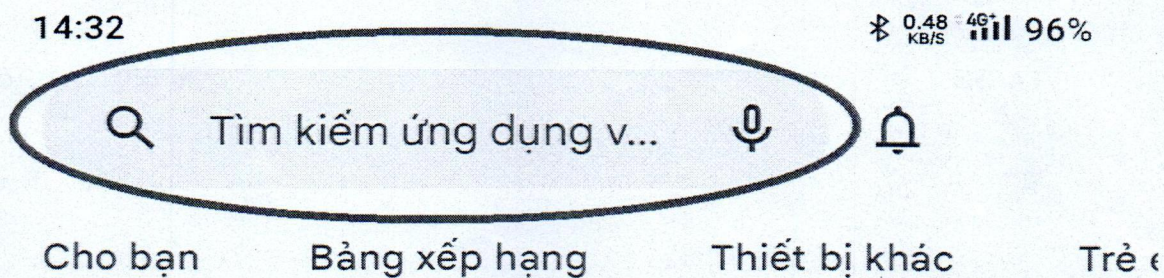 14:32 0.48 KB/S 4G+ 96%
Tìm kiếm ứng dụng v...
Cho bạn Bảng xếp hạng Thiết bị khác Trẻ